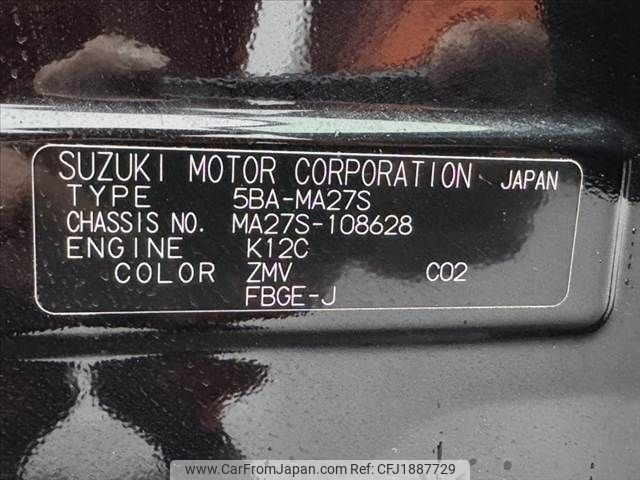 SUZUKI MOTOR CORPORATION JAPAN
TYPE 5BA-MA27S
CHASSIS NO. MA27S-108628
ENGINE K12C
COLOR ZMV C02
FBGE-J
www.CarFromJapan.com Ref: CFJ1887729